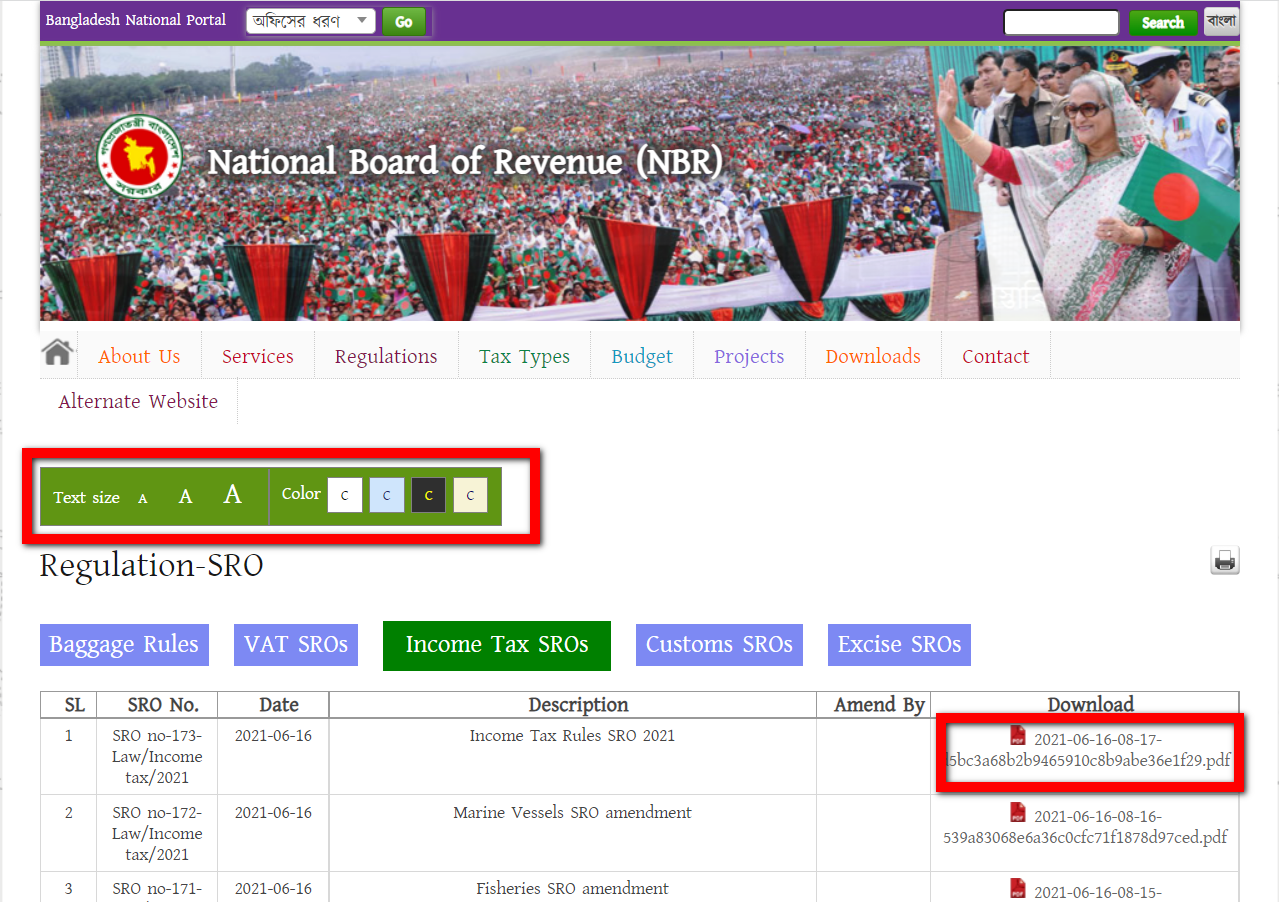 Bangladesh National Portal
অফিসের ধরণ
Go
Search
বাংলা
National Board of Revenue (NBR)
About Us
Services
Regulations
Tax Types
Budget
Projects
Downloads
Contact
Alternate Website
Text size A A A
Color C C C C
Regulation-SRO
Baggage Rules
VAT SROs
Income Tax SROs
Customs SROs
Excise SROs
SL SRO No. Date Description Amend By Download
1 SRO no-173- 2021-06-16 Income Tax Rules SRO 2021 2021-06-16-08-17-
Law/Income d5bc3a68b2b9465910c8b9abe36e1f29.pdf
tax/2021
2 SRO no-172- 2021-06-16 Marine Vessels SRO amendment 2021-06-16-08-16-
Law/Income 539a83068e6a36c0cfc71f1878d97ced.pdf
tax/2021
3 SRO no-171- 2021-06-16 Fisheries SRO amendment 2021-06-16-08-15-